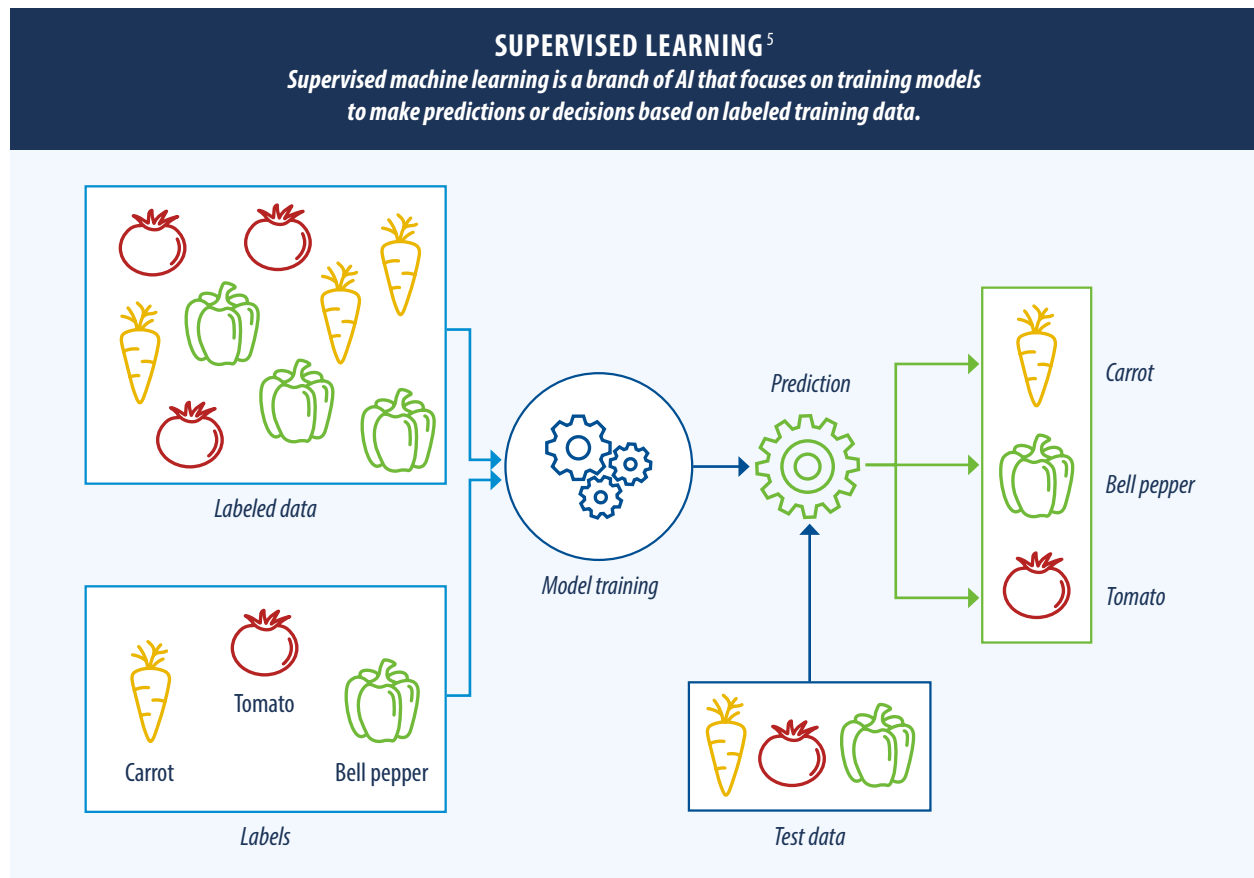 SUPERVISED LEARNING 5
Supervised machine learning is a branch of AI that focuses on training models
to make predictions or decisions based on labeled training data.
Labeled data
Carrot
Tomato
Bell pepper
Labels
Model training
Prediction
Test data
Carrot
Bell pepper
Tomato